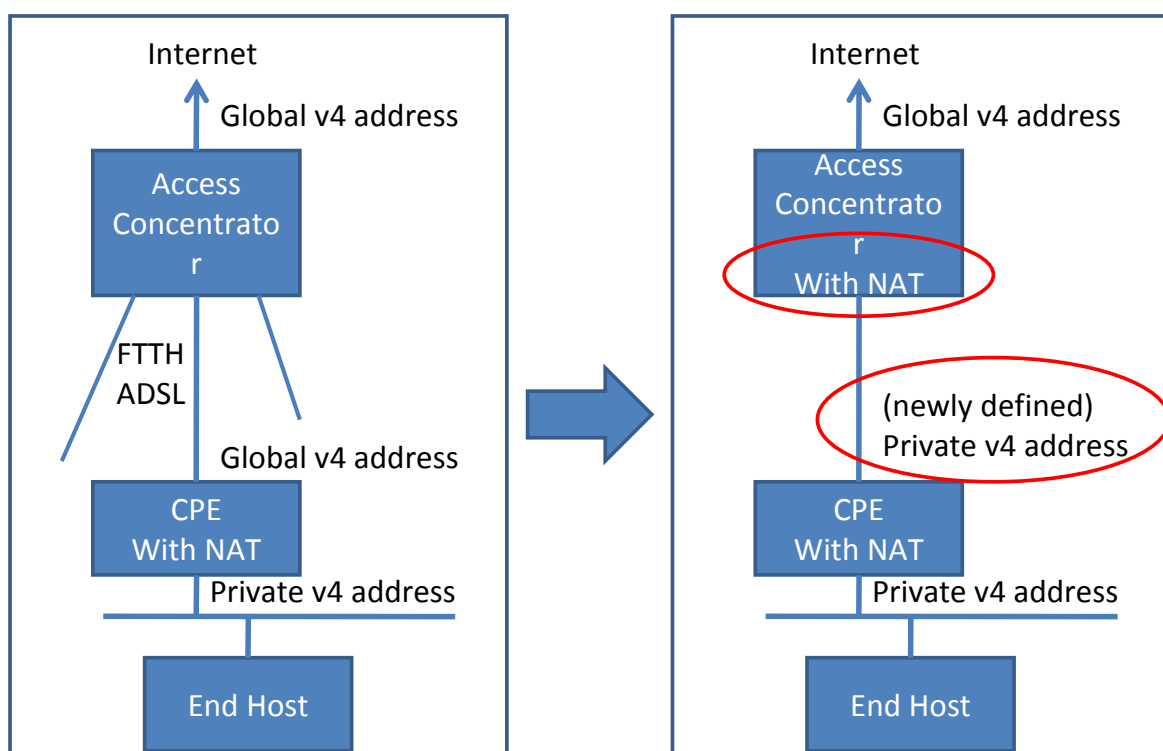 Internet
Global v4 address
Access
Concentrato
r
FTTH
ADSL
Global v4 address
CPE
With NAT
Private v4 address
End Host
Internet
Global v4 address
Access
Concentrato
r
With NAT
(newly defined)
Private v4 address
CPE
With NAT
Private v4 address
End Host